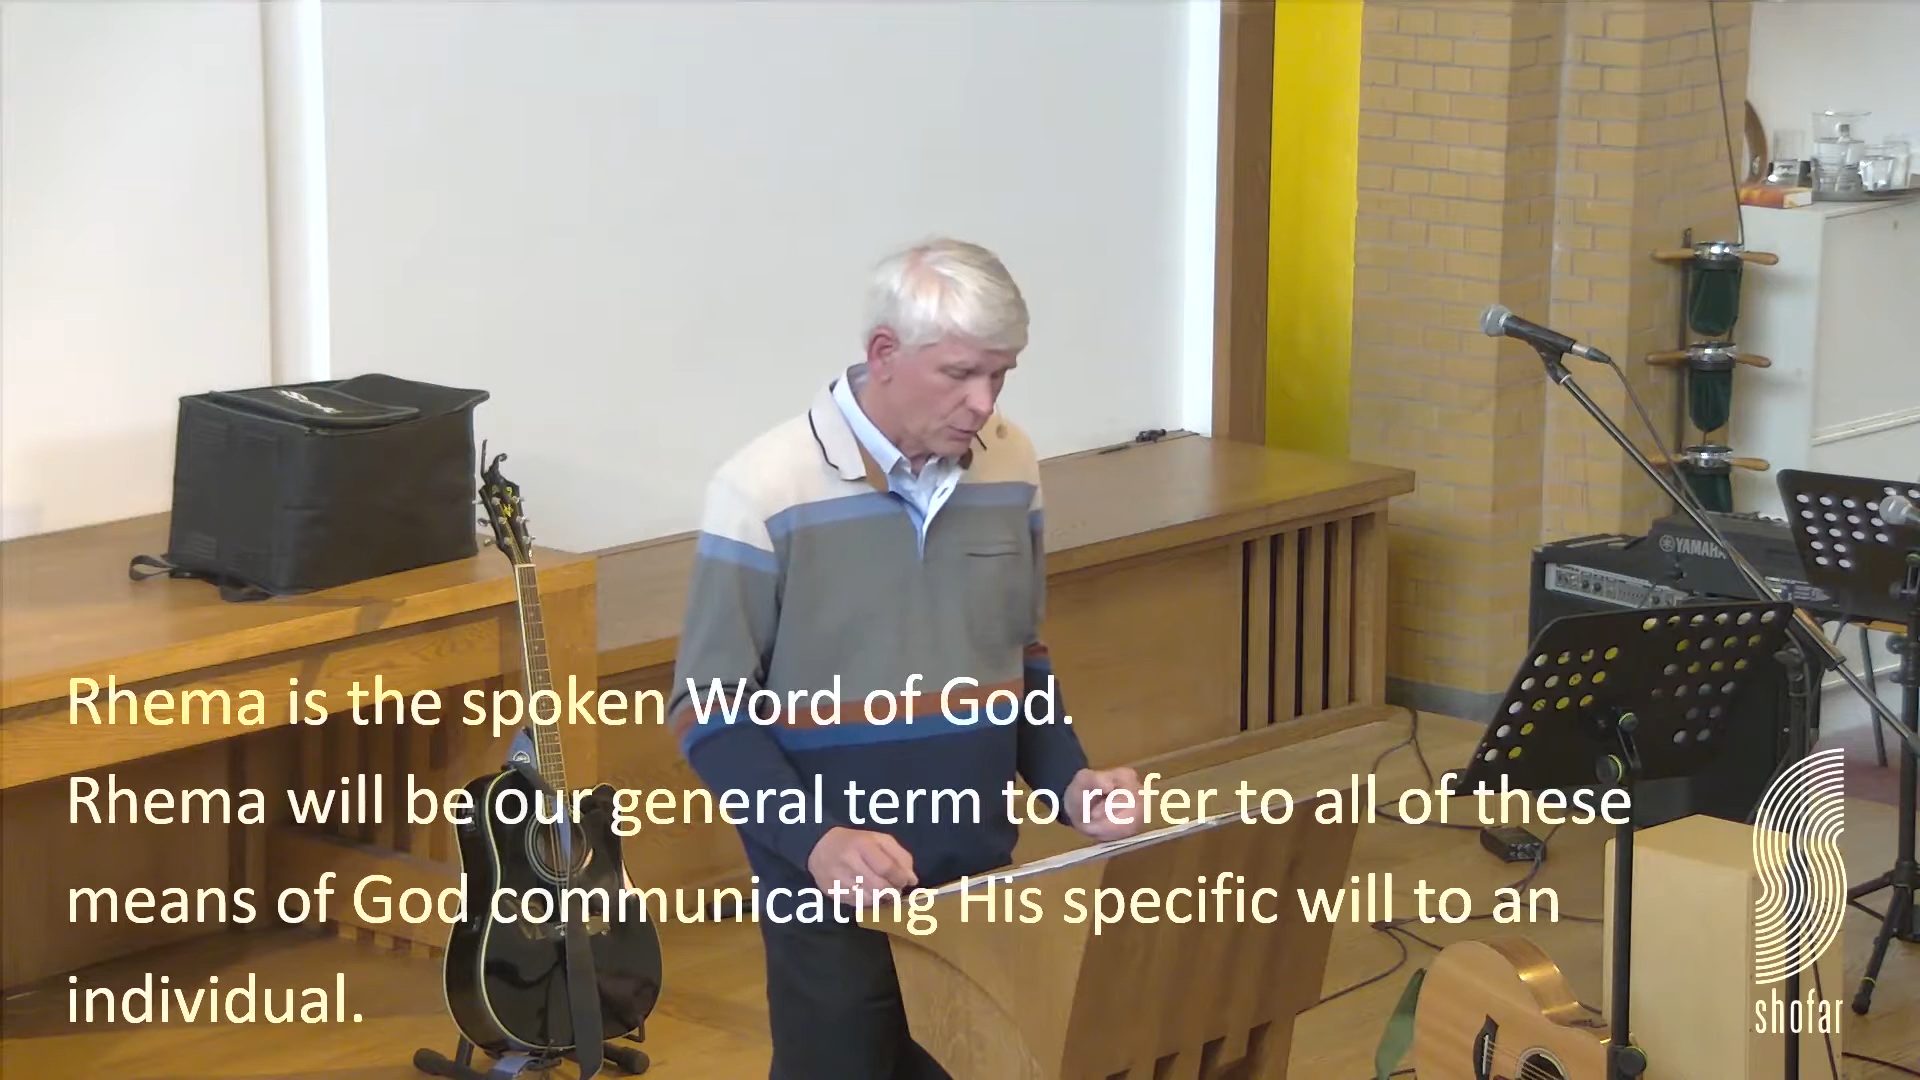 Rhema is the spoken Word of God.
Rhema will be our general term to refer to all of these
means of God communicating His specific will to an
individual.
YAMAHA
shofar